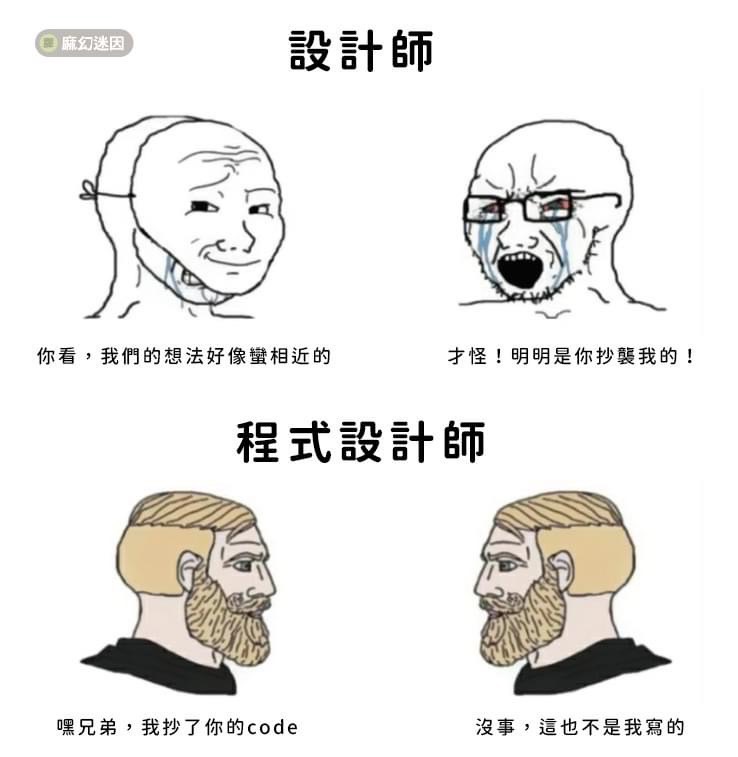 麻幻迷因
設計師
你看，我們的想法好像蠻相近的
才怪！明明是你抄襲我的！
程式設計師
嘿兄弟，我抄了你的code
沒事，這也不是我寫的